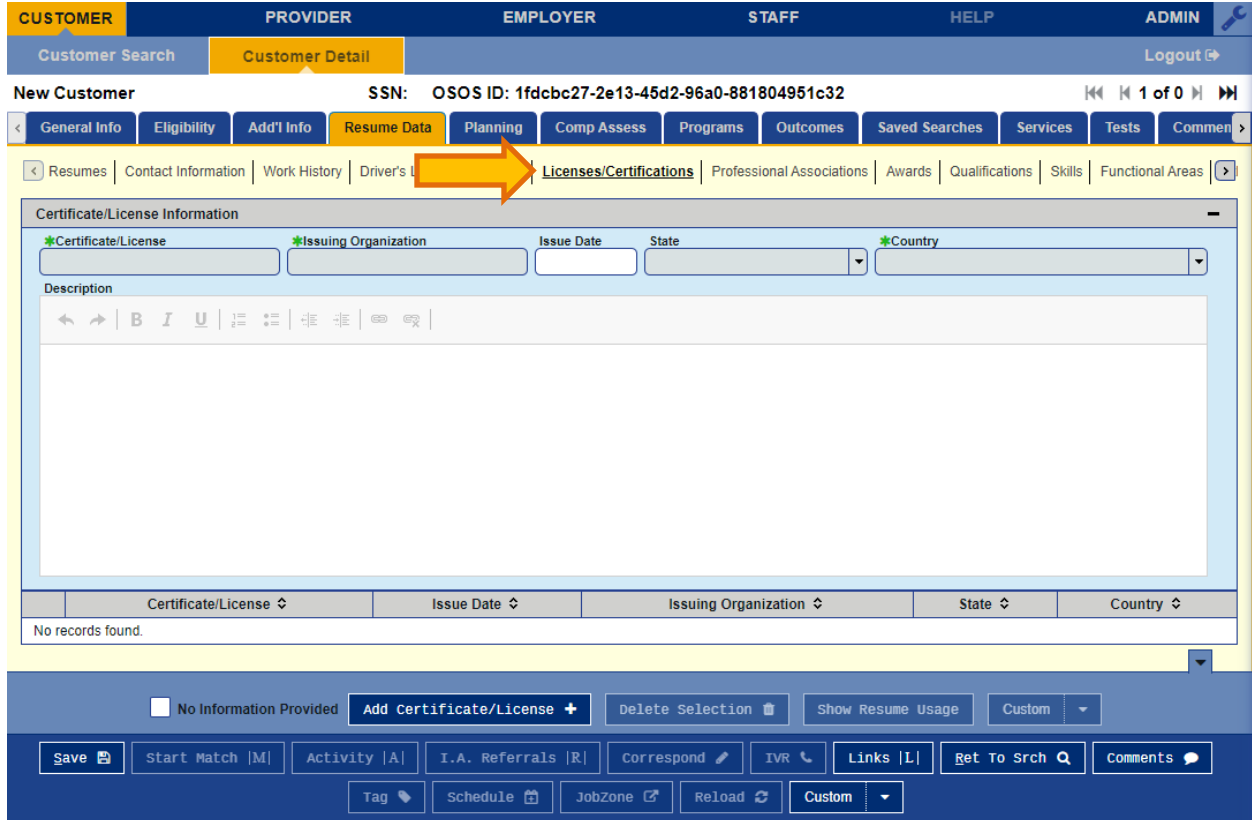 CUSTOMER PROVIDER EMPLOYER STAFF HELP ADMIN
Customer Search Customer Detail Logout
New Customer SSN: OSOS ID: 1fdcbc27-2e13-45d2-96a0-881804951c32 1 of 0
General Info Eligibility Add'l Info Resume Data Planning Comp Assess Programs Outcomes Saved Searches Services Tests Commen
Resumes Contact Information Work History Driver's Licenses/Certifications Professional Associations Awards Qualifications Skills Functional Areas
Certificate/License Information
*Certificate/License *Issuing Organization Issue Date State *Country
Description
B I U
Certificate/License Issue Date Issuing Organization State Country
No records found.
No Information Provided Add Certificate/License + Delete Selection Show Resume Usage Custom
Save Start Match |M| Activity |A| I.A. Referrals |R| Correspond IVR Links |L| Ret To Srch Comments
Tag Schedule JobZone Reload Custom